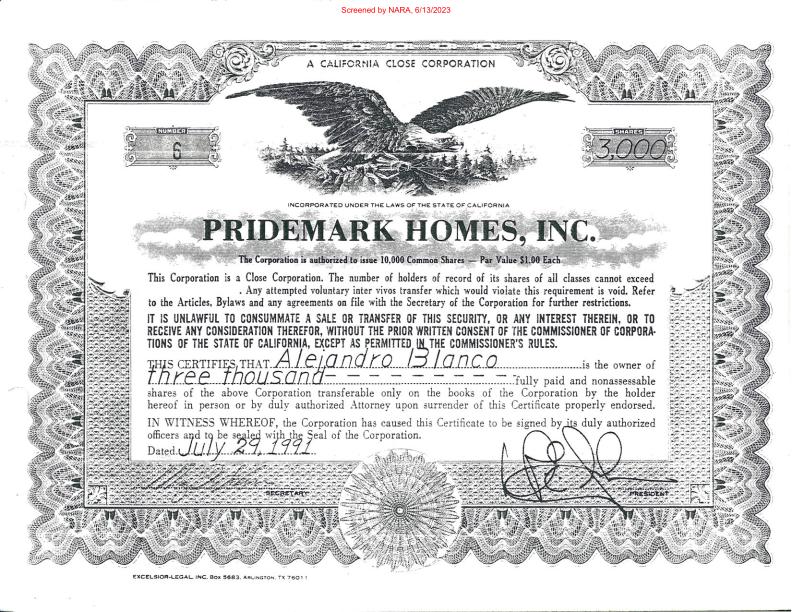 Screened by NARA, 6/13/2023
A CALIFORNIA CLOSE CORPORATION
NUMBER
6
SHARES
3,000
INCORPORATED UNDER THE LAWS OF THE STATE OF CALIFORNIA
PRIDEMARK HOMES, INC.
The Corporation is authorized to issue 10,000 Common Shares — Par Value $1.00 Each
This Corporation is a Close Corporation. The number of holders of record of its shares of all classes cannot exceed
. Any attempted voluntary inter vivos transfer which would violate this requirement is void. Refer
to the Articles, Bylaws and any agreements on file with the Secretary of the Corporation for further restrictions.
IT IS UNLAWFUL TO CONSUMMATE A SALE OR TRANSFER OF THIS SECURITY, OR ANY INTEREST THEREIN, OR TO
RECEIVE ANY CONSIDERATION THEREFOR, WITHOUT THE PRIOR WRITTEN CONSENT OF THE COMMISSIONER OF CORPORA-
TIONS OF THE STATE OF CALIFORNIA, EXCEPT AS PERMITTED IN THE COMMISSIONER'S RULES.
THIS CERTIFIES THAT Alejandro Blanco is the owner of
three thousand - - - - - - - - - - fully paid and nonassessable
shares of the above Corporation transferable only on the books of the Corporation by the holder
hereof in person or by duly authorized Attorney upon surrender of this Certificate properly endorsed.
IN WITNESS WHEREOF, the Corporation has caused this Certificate to be signed by its duly authorized
officers and to be sealed with the Seal of the Corporation.
Dated July 29, 1991
SECRETARY
PRESIDENT
EXCELSIOR-LEGAL, INC. Box 5683, ARLINGTON, TX 76011